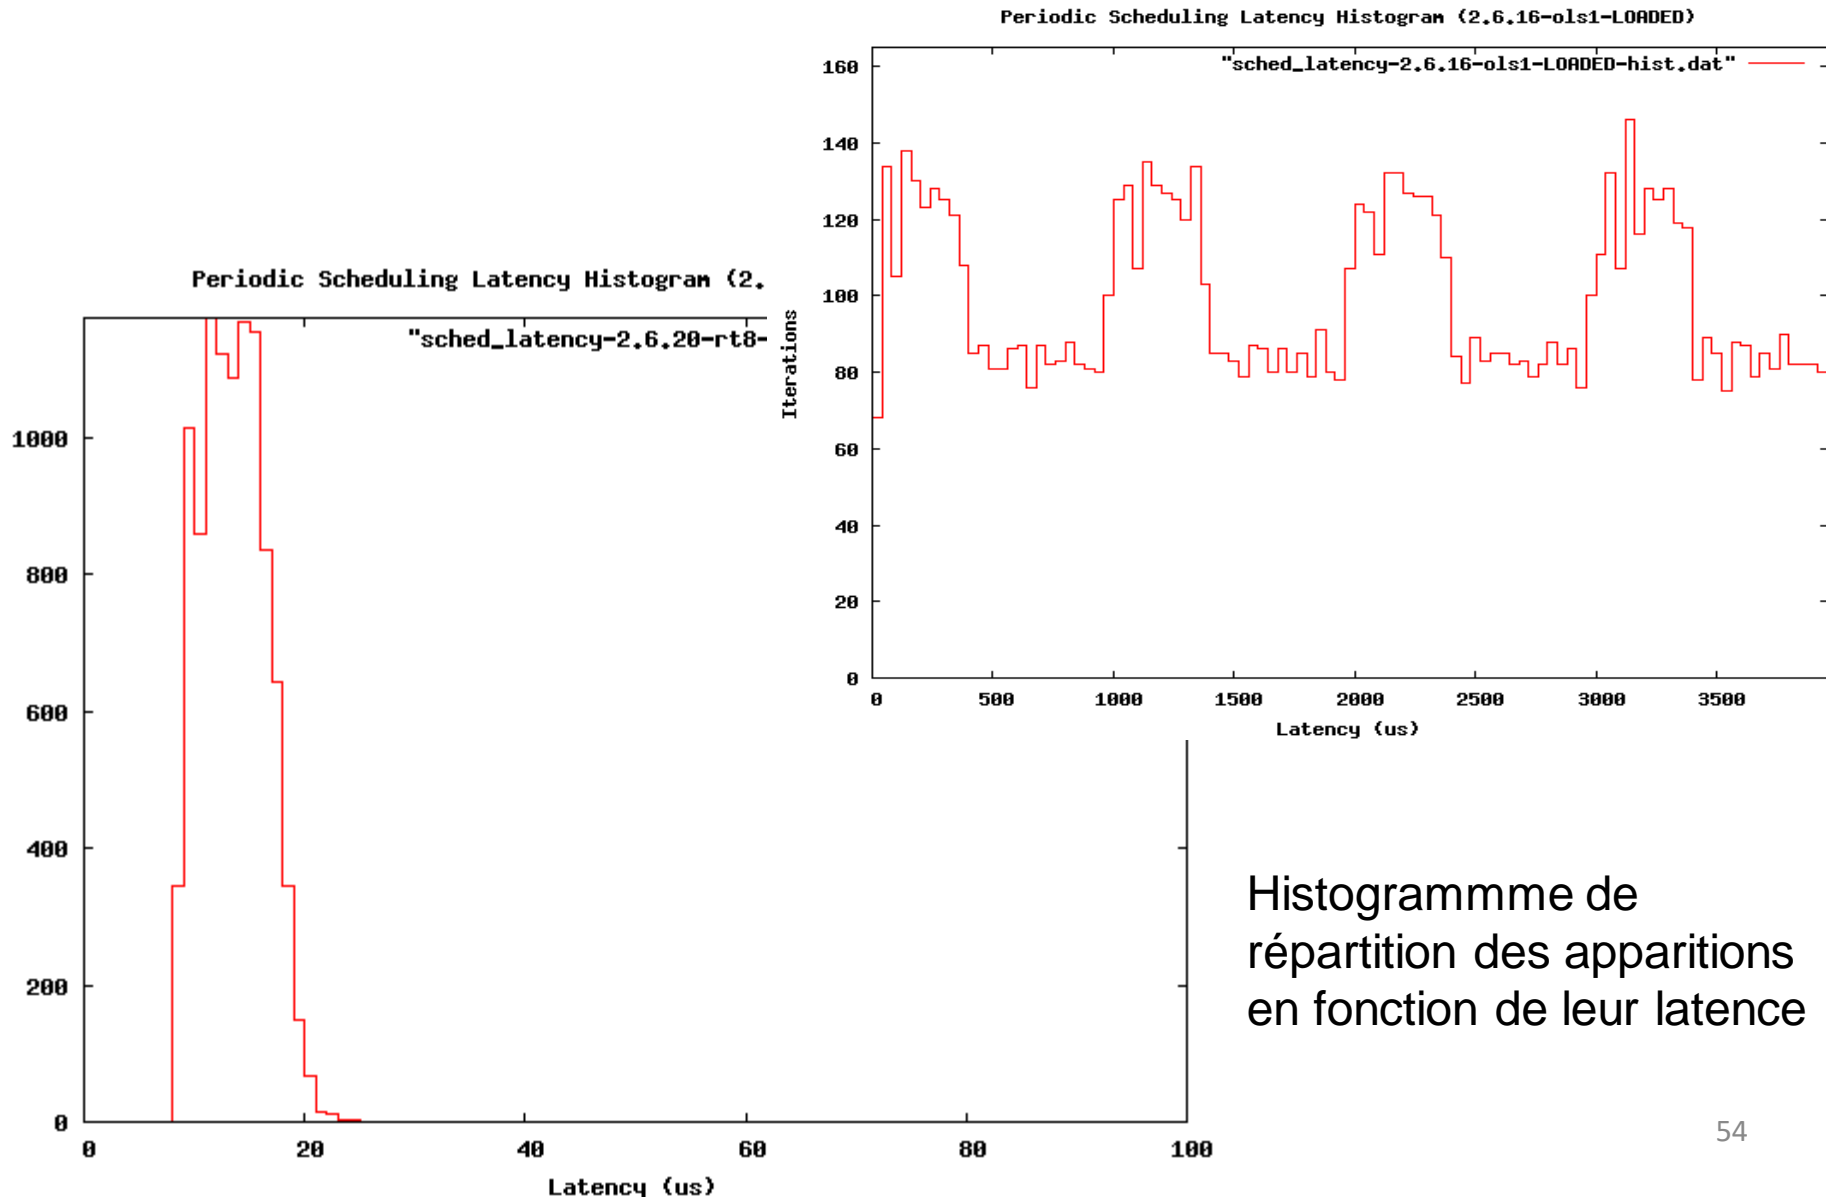 Periodic Scheduling Latency Histogram (2.6.16-ols1-LOADED)
"sched_latency-2.6.16-ols1-LOADED-hist.dat"
160
140
120
100
80
60
40
20
0
Iterations
0 500 1000 1500 2000 2500 3000 3500
Latency (us)
Periodic Scheduling Latency Histogram (2.
"sched_latency-2.6.20-rt8-
1000
800
600
400
200
0
0 20 40 60 80 100
Latency (us)
Histogrammme de
répartition des apparitions
en fonction de leur latence
54